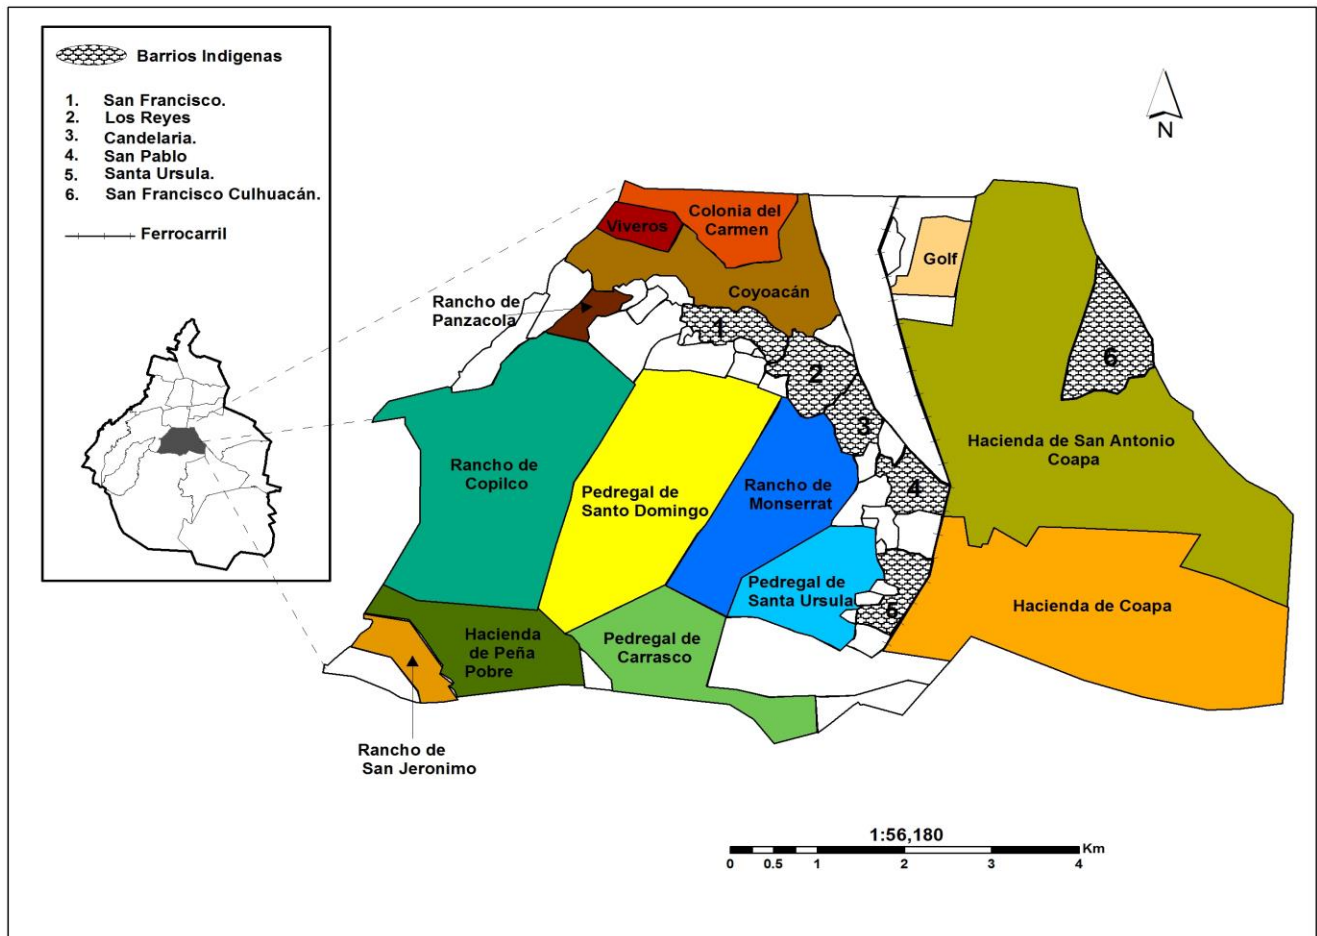 Barrios Indigenas
1. San Francisco.
2. Los Reyes
3. Candelaria.
4. San Pablo
5. Santa Ursula.
6. San Francisco Culhuacán.
Ferrocarril
N
Viveros
Colonia del
Carmen
Golf
Coyoacán
Rancho de
Panzacola
1
2
3
4
5
6
Hacienda de San Antonio
Coapa
Rancho de
Copilco
Pedregal de
Santo Domingo
Rancho de
Monserrat
Pedregal de
Santa Ursula
Hacienda de Coapa
Hacienda
de Peña
Pobre
Pedregal de
Carrasco
Rancho de
San Jeronimo
1:56,180
Km
0 0.5 1 2 3 4